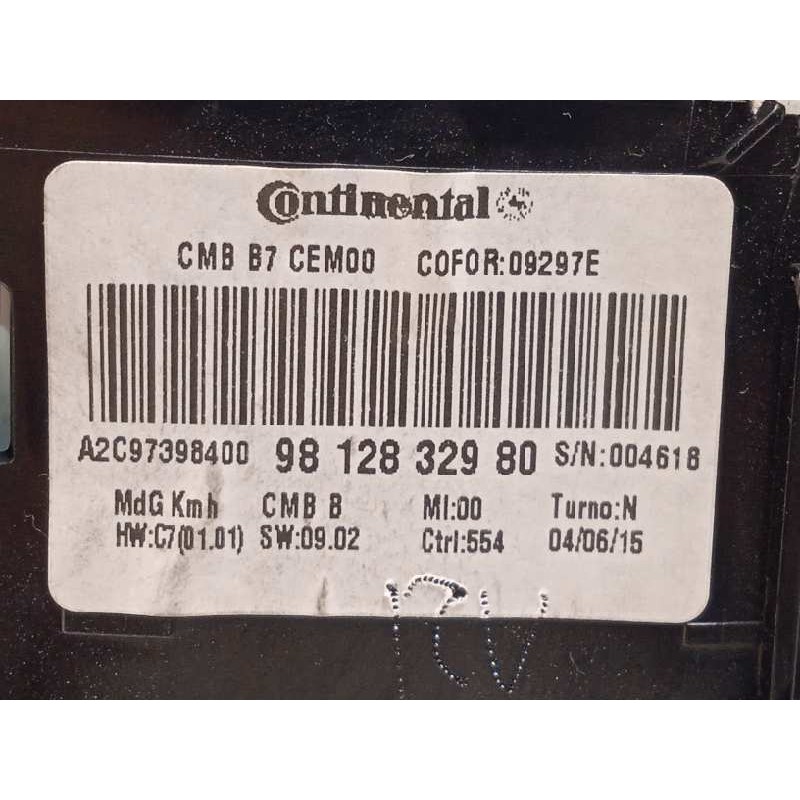 Continental
CMB B7 CEM00 COFOR:09297E
A2C97398400 98 128 329 80 S/N:004618
MdG Kmh CMB B MI:00 Turno:N
HW:C7(01.01) SW:09.02 Ctrl:554 04/06/15
12V